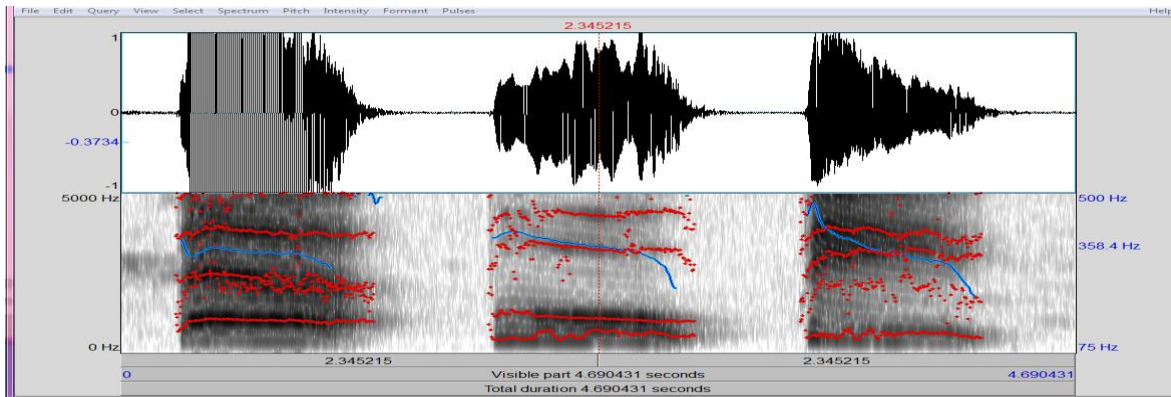 File Edit Query View Select Spectrum Pitch Intensity Formant Pulses Help
2.345215
1
0
-0.3734
-1
5000 Hz 500 Hz
358.4 Hz
0 Hz 75 Hz
2.345215 2.345215
0 Visible part 4.690431 seconds 4.690431
Total duration 4.690431 seconds